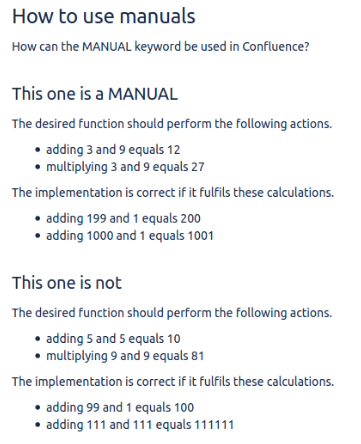 How to use manuals
How can the MANUAL keyword be used in Confluence?
This one is a MANUAL
The desired function should perform the following actions.
• adding 3 and 9 equals 12
• multiplying 3 and 9 equals 27
The implementation is correct if it fulfils these calculations.
• adding 199 and 1 equals 200
• adding 1000 and 1 equals 1001
This one is not
The desired function should perform the following actions.
• adding 5 and 5 equals 10
• multiplying 9 and 9 equals 81
The implementation is correct if it fulfils these calculations.
• adding 99 and 1 equals 100
• adding 111 and 111 equals 111111